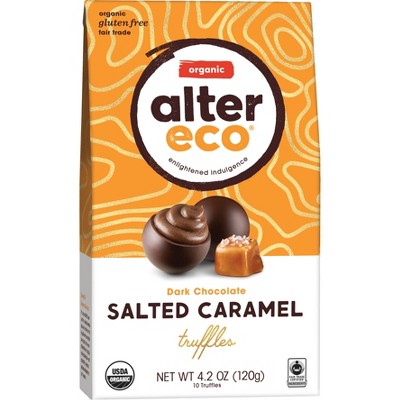 organic
gluten free
fair trade
organic
alter
eco®
enlightened indulgence
Dark Chocolate
SALTED CARAMEL
truffles
USDA
ORGANIC
NET WT 4.2 OZ (120g)
10 Truffles